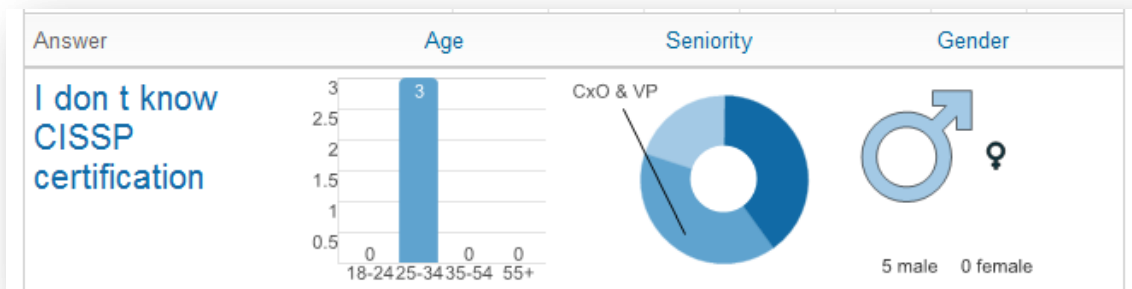 Answer Age Seniority Gender
I don t know
CISSP
certification
3
2.5
2
1.5
1
0.5
3
0 0 0
18-24 25-34 35-54 55+
CxO & VP
5 male 0 female